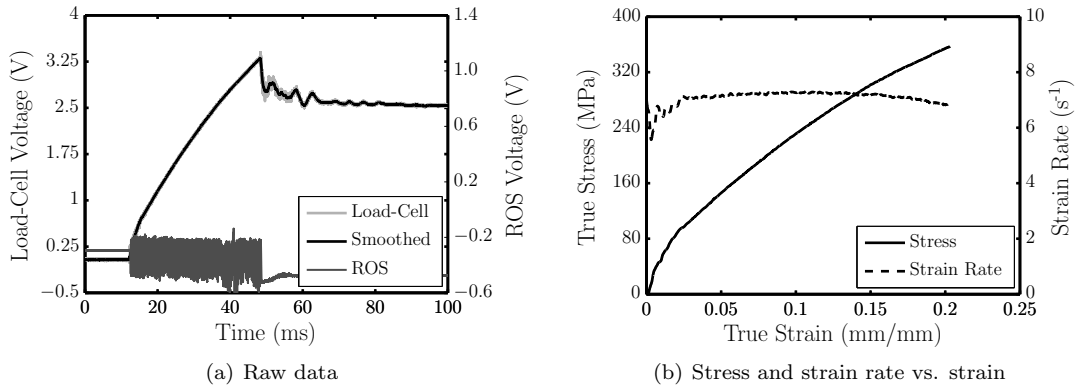 4
3.25
2.5
1.75
1
0.25
−0.5
Load-Cell Voltage (V)
1.4
1.0
0.6
0.2
−0.2
−0.6
ROS Voltage (V)
Load-Cell
Smoothed
ROS
0 20 40 60 80 100
Time (ms)
(a) Raw data
400
320
240
160
80
0
True Stress (MPa)
10
8
6
4
2
0
Strain Rate (s-1)
Stress
Strain Rate
0 0.05 0.1 0.15 0.2 0.25
True Strain (mm/mm)
(b) Stress and strain rate vs. strain